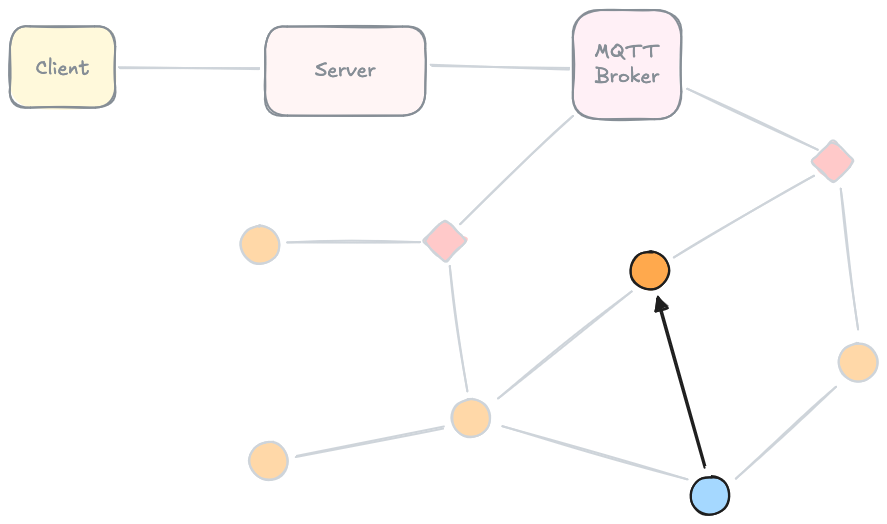 Client
Server
MQTT
Broker